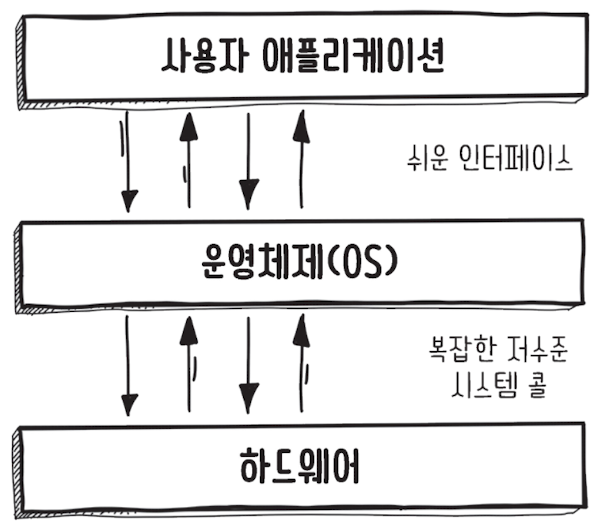 사용자 애플리케이션
쉬운 인터페이스
운영체제(OS)
복잡한 저수준
시스템 콜
하드웨어